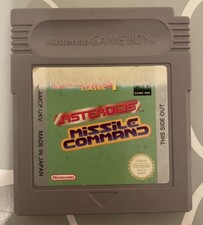 Nintendo GAME BOY
CLASSIC
ASTEROIDS
MISSILE
COMMAND
Nintendo
MADE IN JAPAN
THIS SIDE OUT